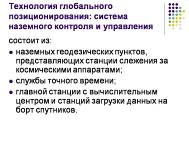 Технология глобального
позиционирования: система
наземного контроля и управления
состоит из:
наземных геодезических пунктов,
представляющих станции слежения за
космическими аппаратами;
службы точного времени;
главной станции с вычислительным
центром и станций загрузки данных на
борт спутников.